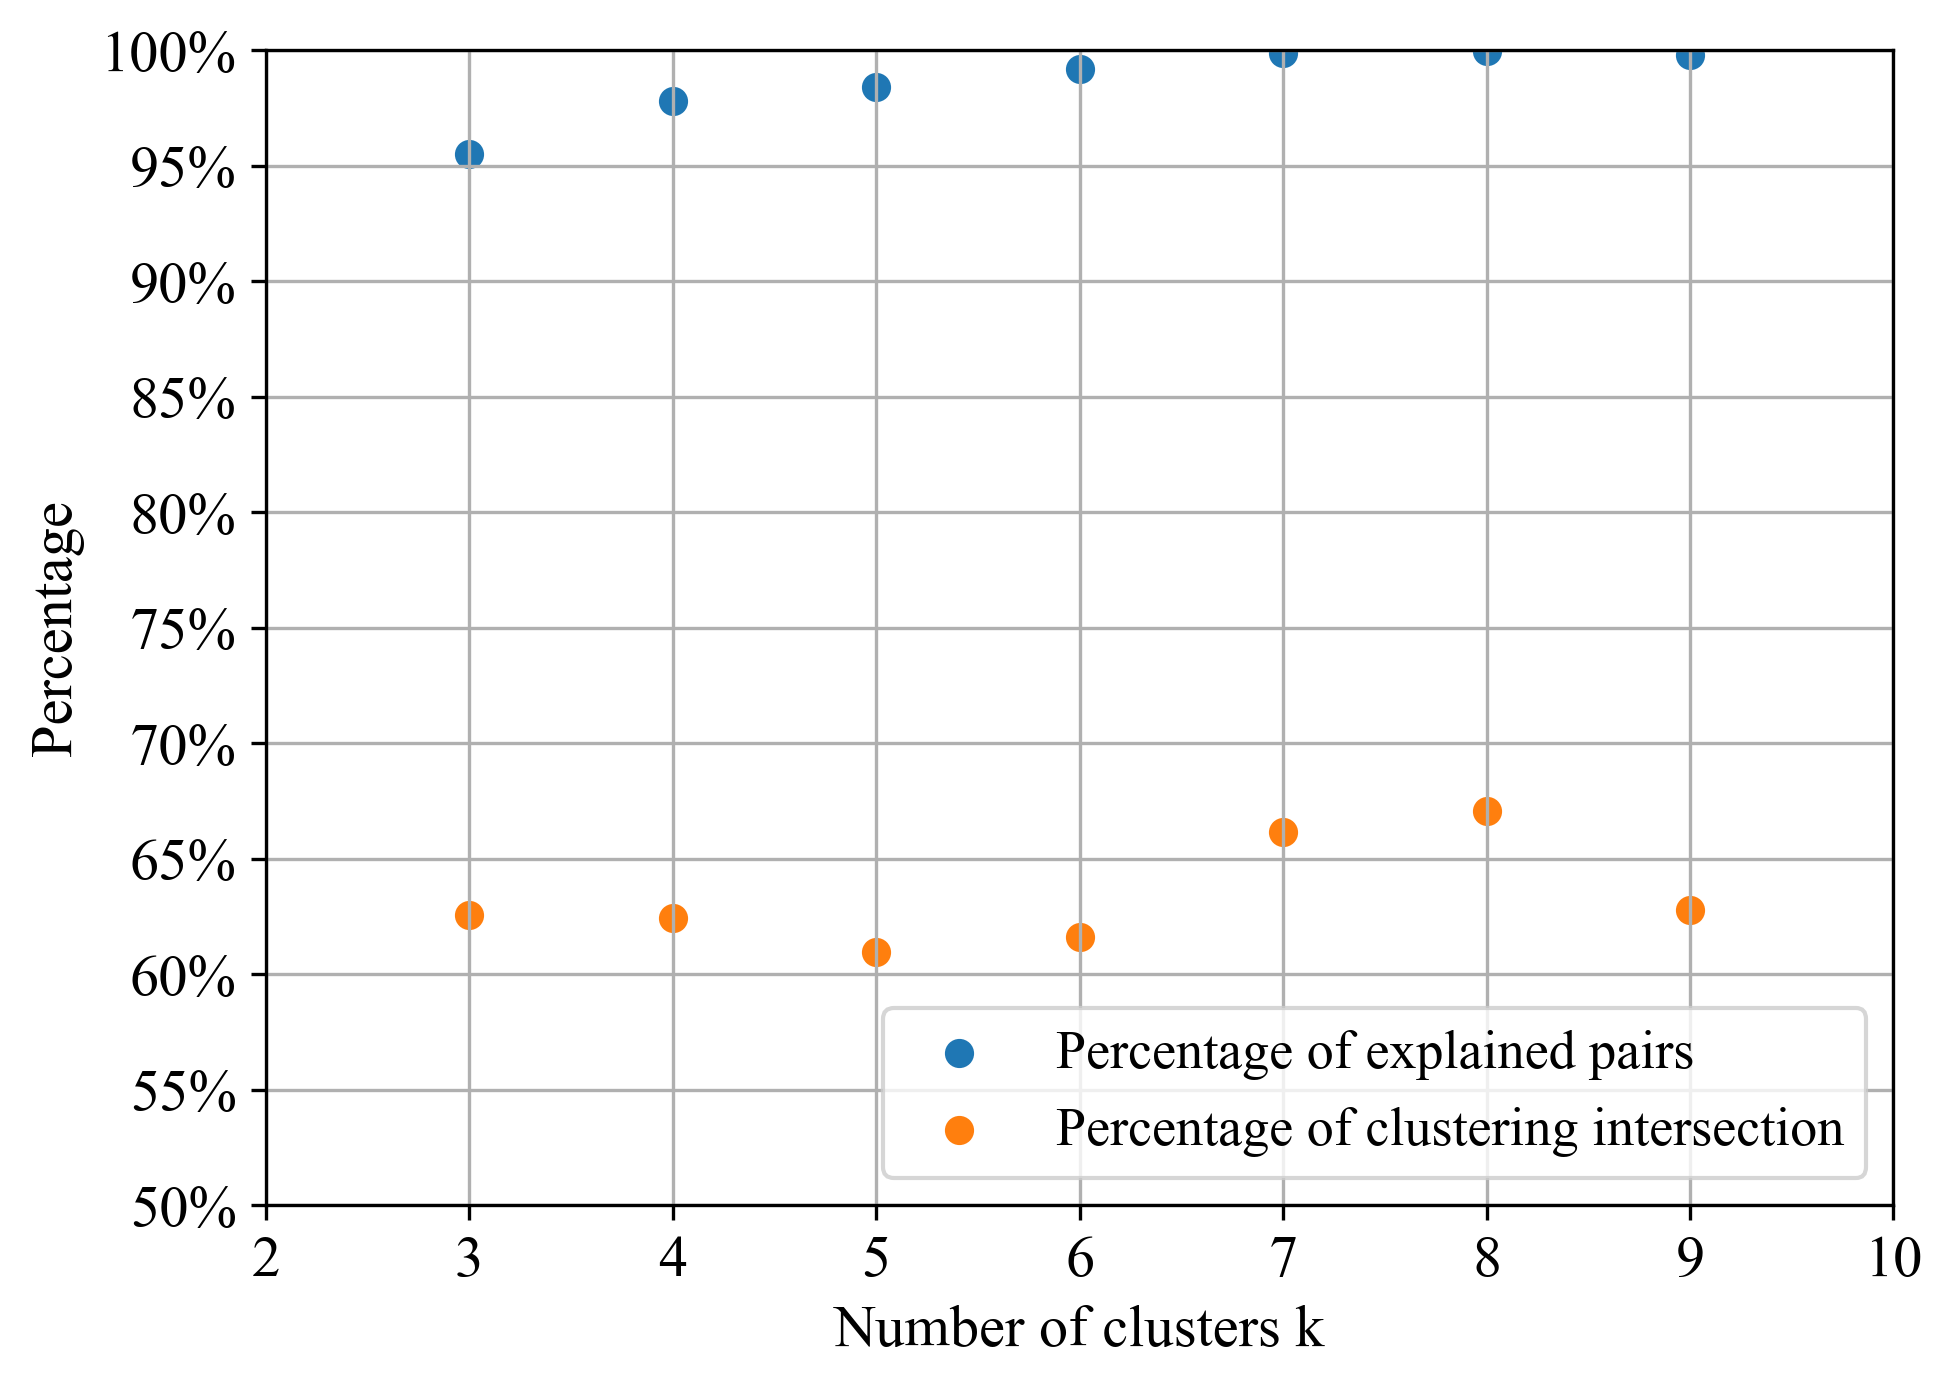 100%
95%
90%
85%
80%
75%
70%
65%
60%
55%
50%
Percentage
Percentage of explained pairs
Percentage of clustering intersection
2 3 4 5 6 7 8 9 10
Number of clusters k